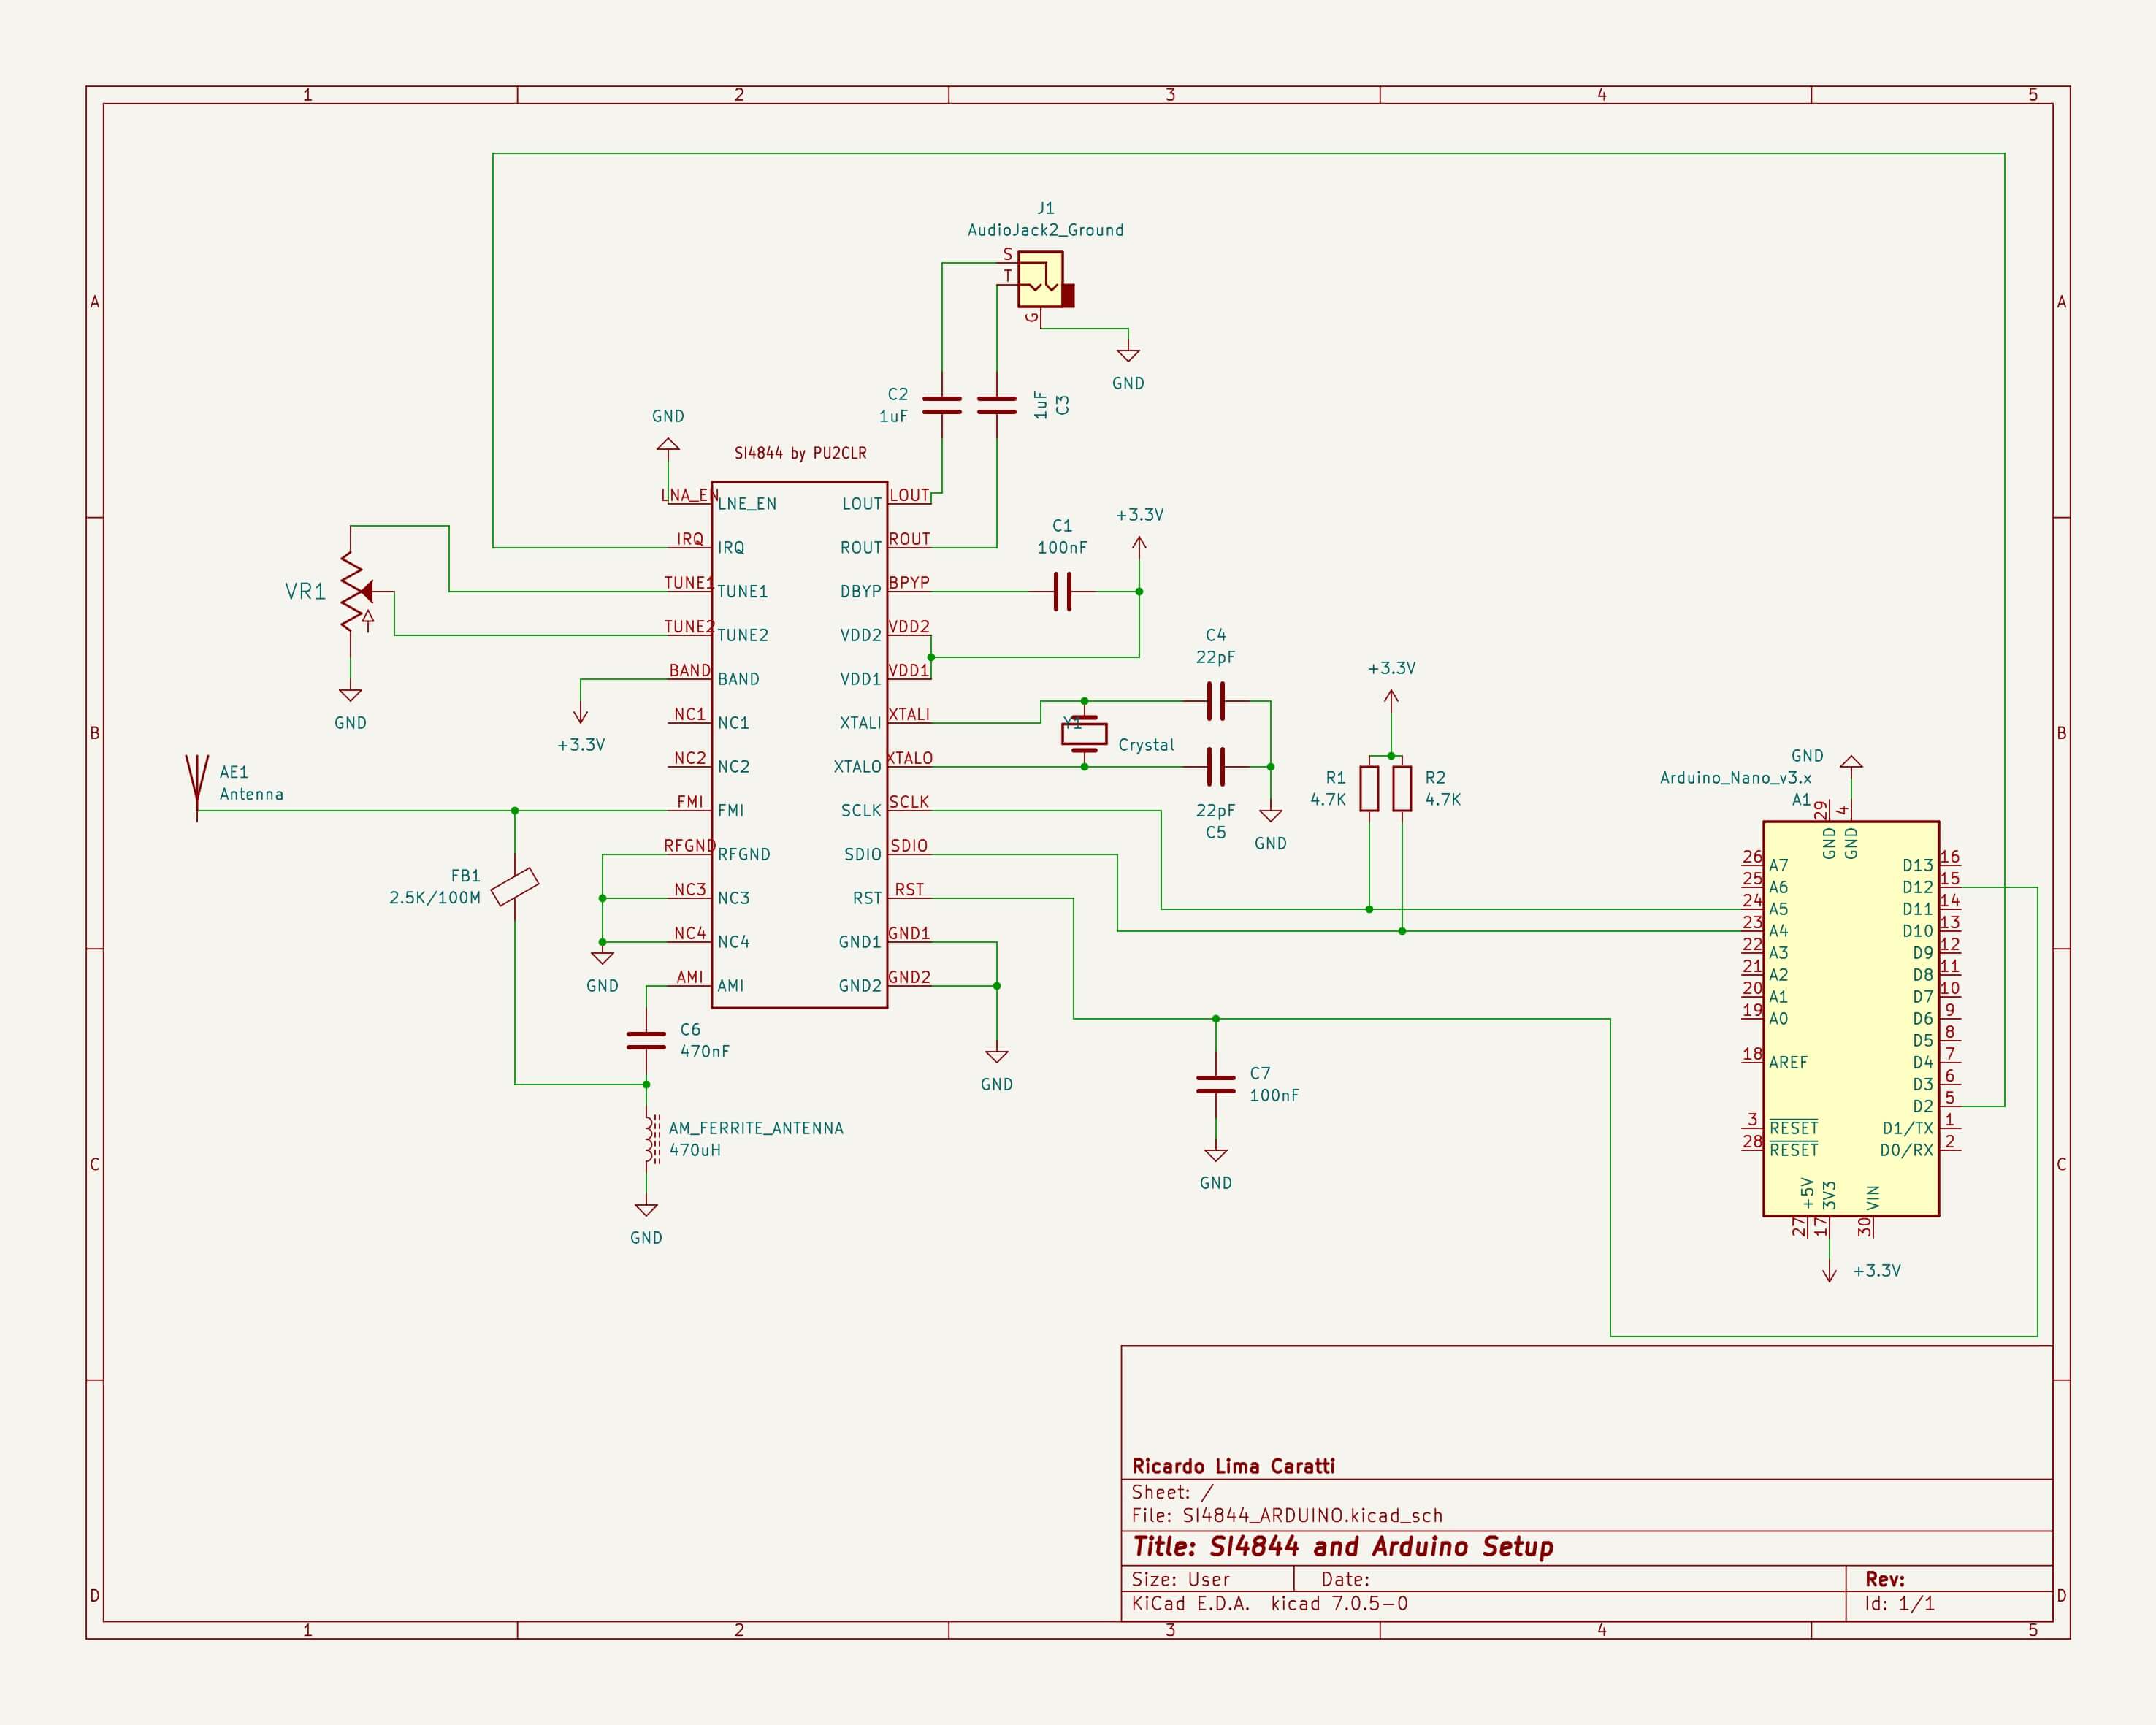 1 2 3 4 5
A A
J1
AudioJack2_Ground
S
T
G
GND
C2
1uF
1uF
C3
GND
SI4844 by PU2CLR
LNA_EN LNE_EN LOUT LOUT
IRQ IRQ ROUT ROUT
TUNE1 TUNE1 DBYP BPYP
TUNE2 TUNE2 VDD2 VDD2
BAND BAND VDD1 VDD1
NC1 NC1 XTALI XTALI
NC2 NC2 XTALO XTALO
FMI FMI SCLK SCLK
RFGND RFGND SDIO SDIO
NC3 NC3 RST RST
NC4 NC4 GND1 GND1
AMI AMI GND2 GND2
C1
100nF
+3.3V
VR1
GND
+3.3V
C4
22pF
Y1
Crystal
22pF
C5
GND
+3.3V
R1
4.7K
R2
4.7K
B B
AE1
Antenna
FB1
2.5K/100M
GND
C6
470nF
AM_FERRITE_ANTENNA
470uH
GND
GND
C7
100nF
GND
GND
Arduino_Nano_v3.x
A1
29 4
GND GND
26 A7 D13 16
25 A6 D12 15
24 A5 D11 14
23 A4 D10 13
22 A3 D9 12
21 A2 D8 11
20 A1 D7 10
19 A0 D6 9
D5 8
18 AREF D4 7
D3 6
D2 5
3 RESET D1/TX 1
28 RESET D0/RX 2
+5V 3V3 VIN
27 17 30
+3.3V
C C
Ricardo Lima Caratti
Sheet: /
File: SI4844_ARDUINO.kicad_sch
Title: SI4844 and Arduino Setup
Size: User Date: Rev:
KiCad E.D.A. kicad 7.0.5-0 Id: 1/1
D D
1 2 3 4 5